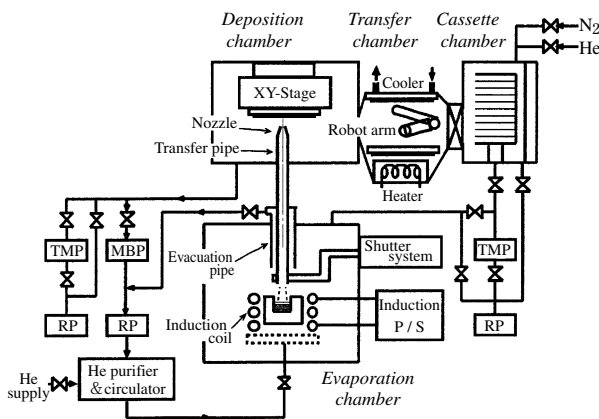 Deposition
chamber
Transfer
chamber
Cassette
chamber
N2
He
XY-Stage
Cooler
Nozzle
Robot arm
Transfer pipe
Heater
TMP
MBP
Evacuation
pipe
Shutter
system
TMP
RP
RP
Induction
coil
Induction
P / S
RP
He
supply
He purifier
& circulator
Evaporation
chamber